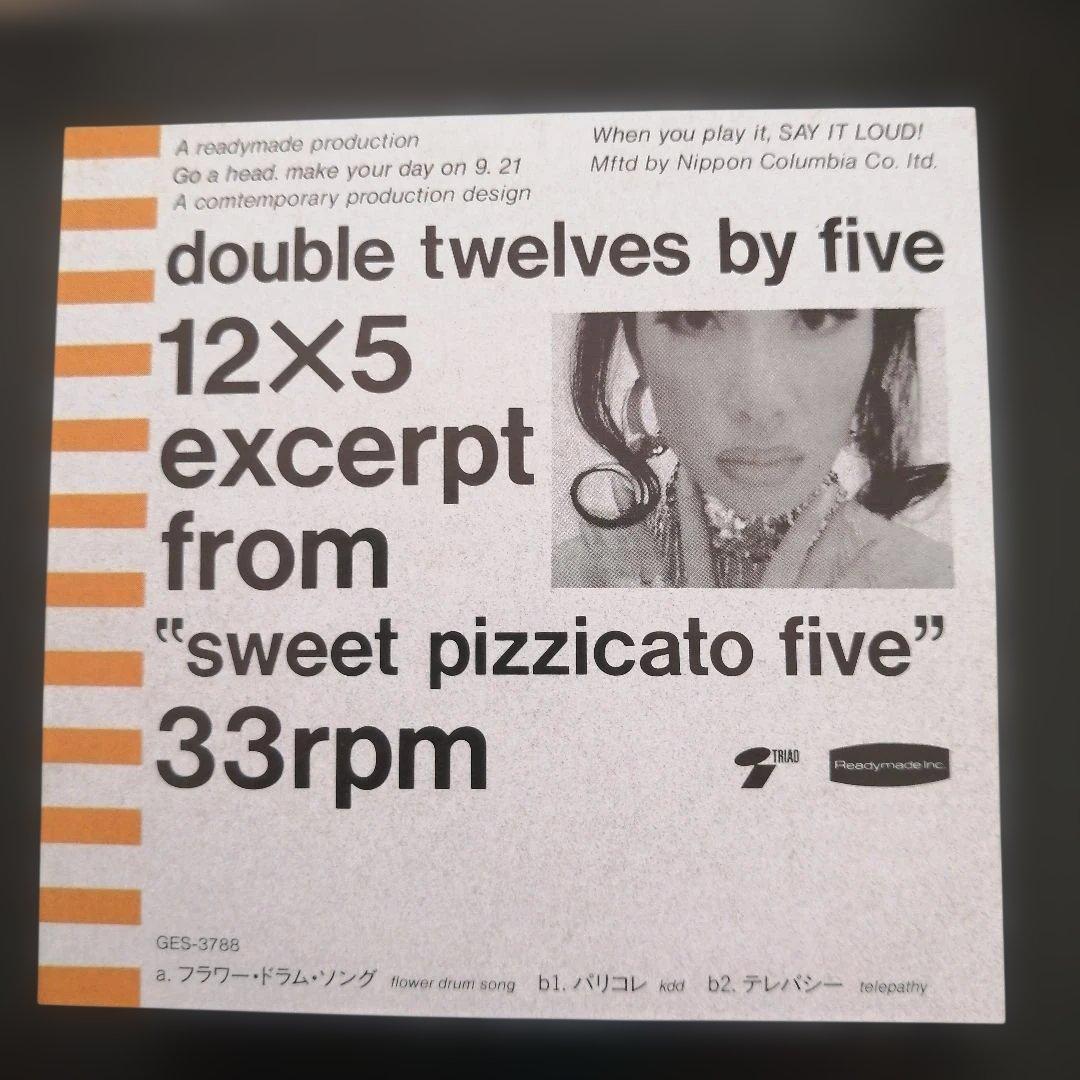 A readymade production
Go a head. make your day on 9. 21
A comtemporary production design
When you play it, SAY IT LOUD!
Mftd by Nippon Columbia Co. ltd.
double twelves by five
12×5
excerpt
from
“sweet pizzicato five”
33rpm
TRIAD
Readymade Inc.
GES-3788
a. フラワー・ドラム・ソング flower drum song b1. パリコレ kdd b2. テレパシー telepathy